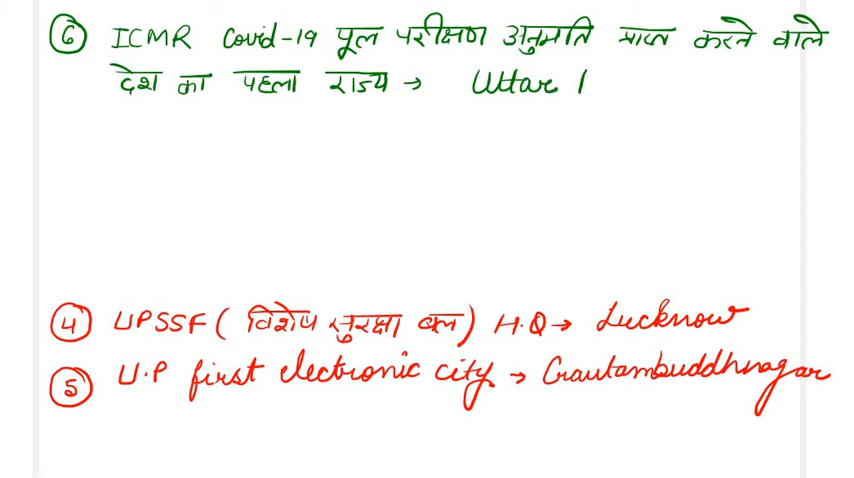 ⑥ ICMR Covid-19 पूल परीक्षण अनुमति प्राप्त करने वाले
देश का पहला राज्य → Uttar
④ UPSSF ( विशेष सुरक्षा बल ) H.Q → Lucknow
⑤ U.P first electronic city → Gautambuddhnagar